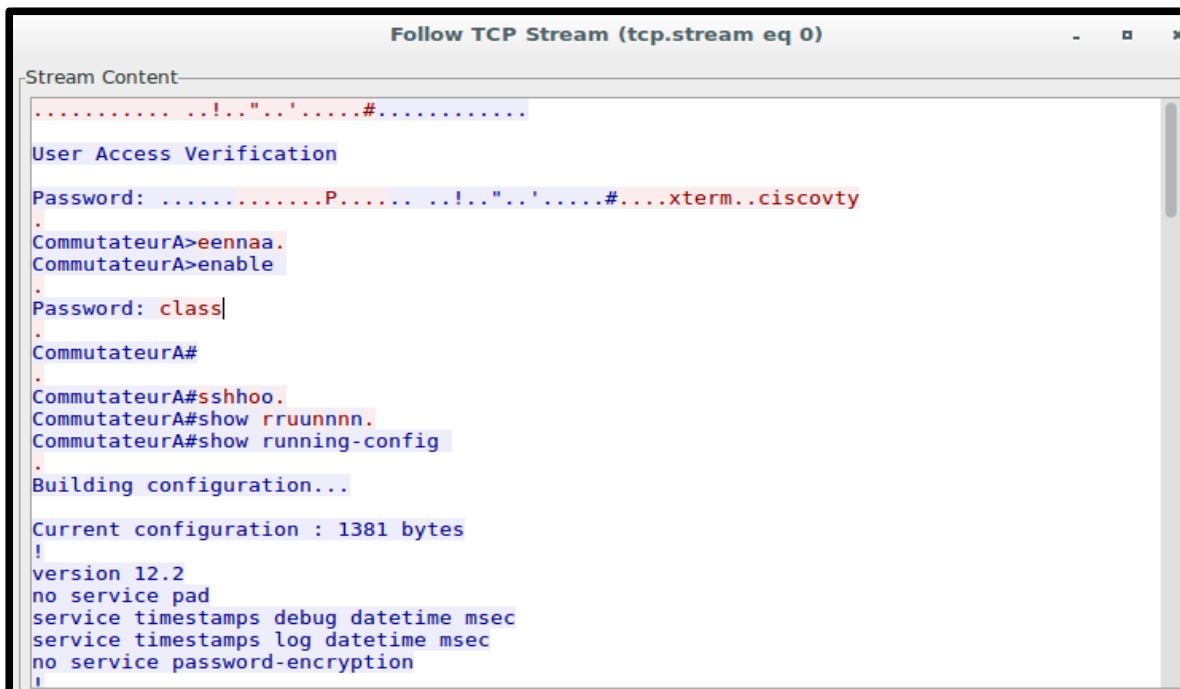 Follow TCP Stream (tcp.stream eq 0)
Stream Content
........... ..!.."..'.....#............
User Access Verification
Password: .............P...... ..!.."..'.....#....xterm..ciscovty
.
CommutateurA>eennaa.
CommutateurA>enable
.
Password: class
.
CommutateurA#
.
CommutateurA#sshhoo.
CommutateurA#show rruunnnn.
CommutateurA#show running-config
.
Building configuration...
Current configuration : 1381 bytes
!
version 12.2
no service pad
service timestamps debug datetime msec
service timestamps log datetime msec
no service password-encryption
!